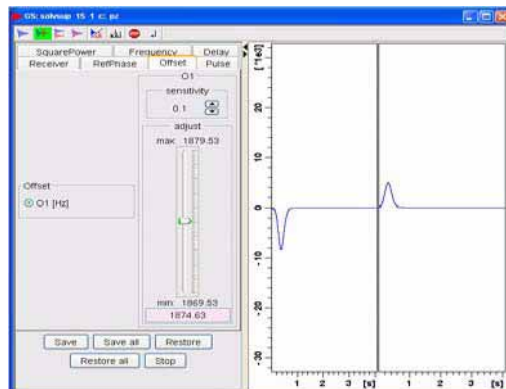 GS: solvsup 15 1 c: pz
SquarePower Frequency Delay
Receiver RefPhase Offset Pulse
O1
sensitivity
0.1
adjust
max: 1879.53
Offset
O1 [Hz]
min: 1869.53
1874.63
Save Save all Restore
Restore all Stop
[*1e3]
20
10
0
-10
-20
-30
1 2 3 [s] 1 2 3 [s]